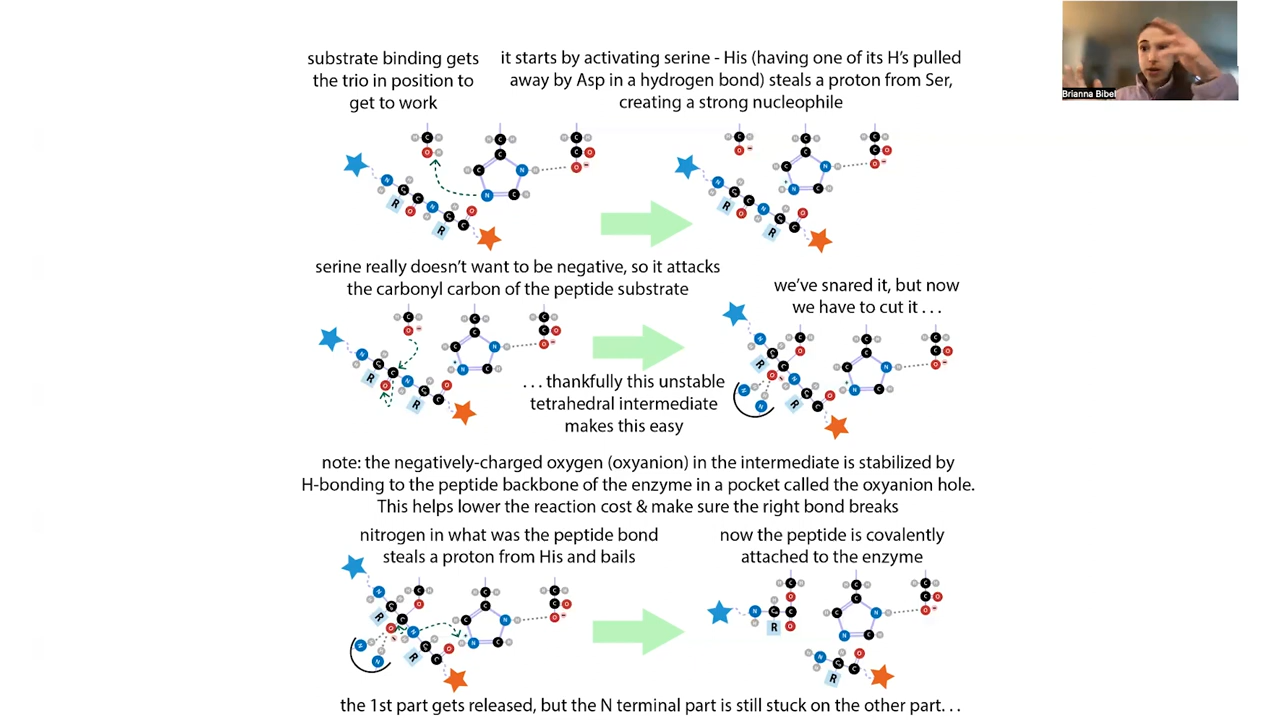 substrate binding gets
the trio in position to
get to work
it starts by activating serine - His (having one of its H's pulled
away by Asp in a hydrogen bond) steals a proton from Ser,
creating a strong nucleophile
Brianna Bibel
serine really doesn't want to be negative, so it attacks
the carbonyl carbon of the peptide substrate
we've snared it, but now
we have to cut it . . .
. . . thankfully this unstable
tetrahedral intermediate
makes this easy
note: the negatively-charged oxygen (oxyanion) in the intermediate is stabilized by
H-bonding to the peptide backbone of the enzyme in a pocket called the oxyanion hole.
This helps lower the reaction cost & make sure the right bond breaks
nitrogen in what was the peptide bond
steals a proton from His and bails
now the peptide is covalently
attached to the enzyme
the 1st part gets released, but the N terminal part is still stuck on the other part. . .